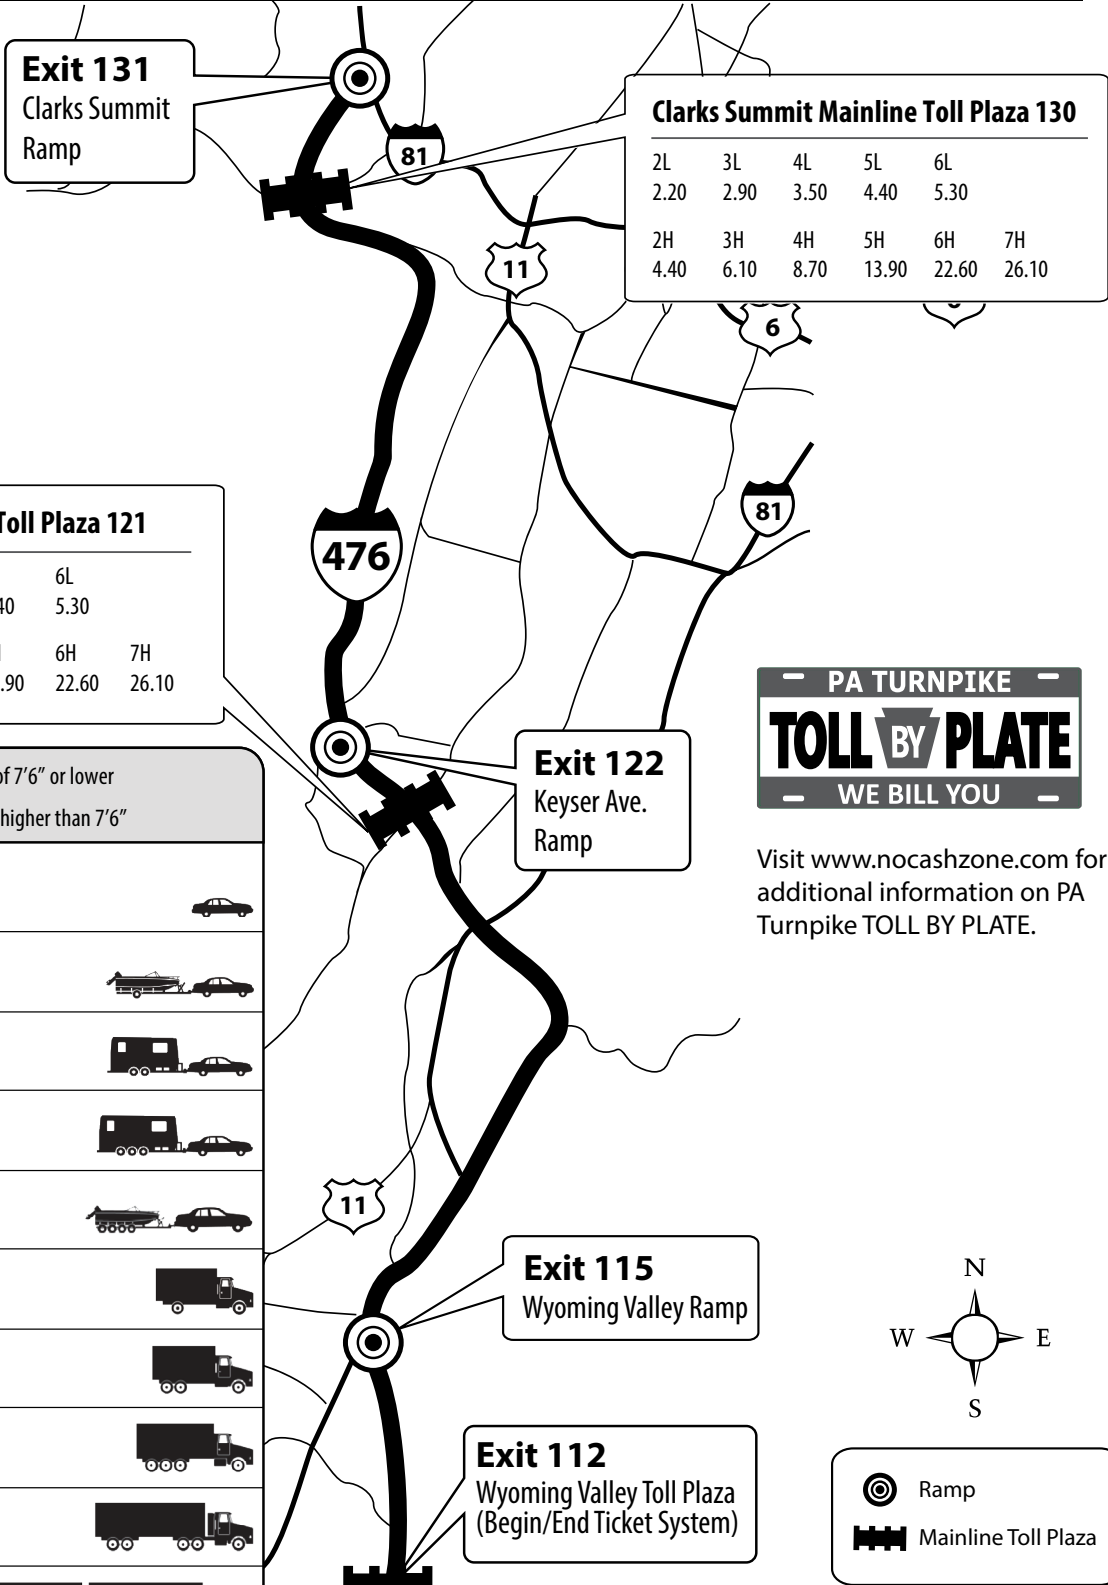 Exit 131
Clarks Summit
Ramp
81
Clarks Summit Mainline Toll Plaza 130
2L 3L 4L 5L 6L
2.20 2.90 3.50 4.40 5.30
2H 3H 4H 5H 6H 7H
4.40 6.10 8.70 13.90 22.60 26.10
11
6
81
Toll Plaza 121
6L
40 5.30
6H 7H
.90 22.60 26.10
476
of 7'6” or lower
higher than 7'6”
Exit 122
Keyser Ave.
Ramp
PA TURNPIKE
TOLL BY PLATE
WE BILL YOU
Visit www.nocashzone.com for
additional information on PA
Turnpike TOLL BY PLATE.
11
Exit 115
Wyoming Valley Ramp
N
W E
S
Exit 112
Wyoming Valley Toll Plaza
(Begin/End Ticket System)
Ramp
Mainline Toll Plaza